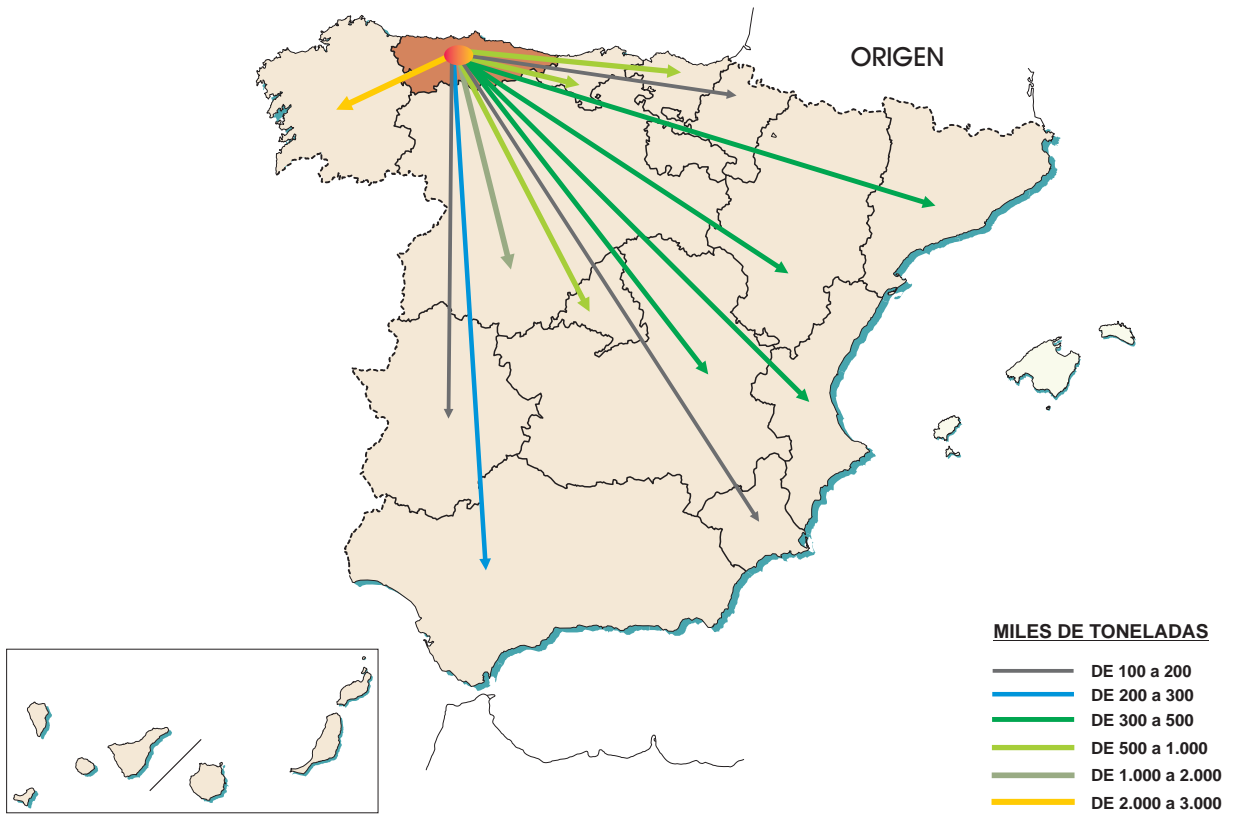 ORIGEN
MILES DE TONELADAS
DE 100 a 200
DE 200 a 300
DE 300 a 500
DE 500 a 1.000
DE 1.000 a 2.000
DE 2.000 a 3.000